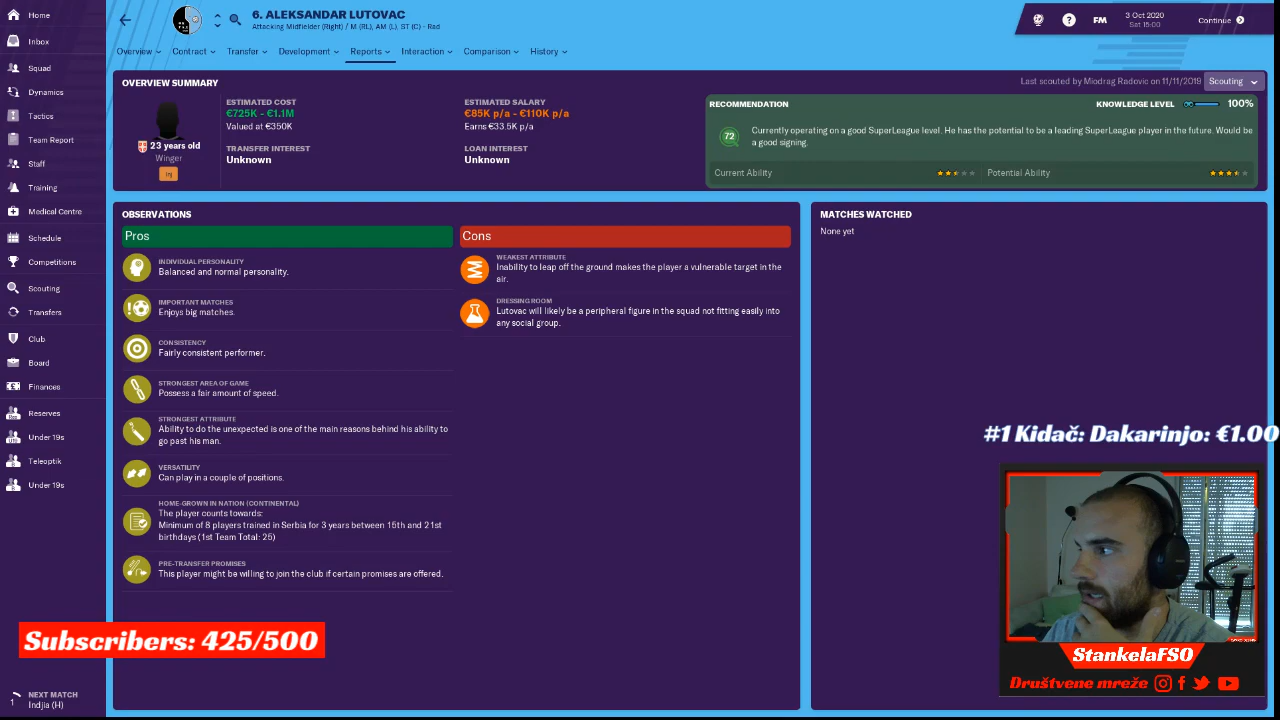 Home
Inbox
Squad
Dynamics
Tactics
Team Report
Staff
Training
Medical Centre
Schedule
Competitions
Scouting
Transfers
Club
Board
Finances
Reserves
Under 19s
Teleoptik
Under 19s
1 NEXT MATCH
Indjia (H)
6. ALEKSANDAR LUTOVAC
Attacking Midfielder (Right) / M (RL), AM (L), ST (C) - Rad
FM
3 Oct 2020
Sat 15:00
Continue
Overview
Contract
Transfer
Development
Reports
Interaction
Comparison
History
OVERVIEW SUMMARY
Last scouted by Miodrag Radovic on 11/11/2019
Scouting
23 years old
Winger
Inj
ESTIMATED COST
€725K - €1.1M
Valued at €350K
TRANSFER INTEREST
Unknown
ESTIMATED SALARY
€85K p/a - €110K p/a
Earns €33.5K p/a
LOAN INTEREST
Unknown
RECOMMENDATION
KNOWLEDGE LEVEL 100%
72
Currently operating on a good SuperLeague level. He has the potential to be a leading SuperLeague player in the future. Would be
a good signing.
Current Ability
Potential Ability
OBSERVATIONS
Pros
INDIVIDUAL PERSONALITY
Balanced and normal personality.
IMPORTANT MATCHES
Enjoys big matches.
CONSISTENCY
Fairly consistent performer.
STRONGEST AREA OF GAME
Possess a fair amount of speed.
STRONGEST ATTRIBUTE
Ability to do the unexpected is one of the main reasons behind his ability to
go past his man.
VERSATILITY
Can play in a couple of positions.
HOME-GROWN IN NATION (CONTINENTAL)
The player counts towards:
Minimum of 8 players trained in Serbia for 3 years between 15th and 21st
birthdays (1st Team Total: 25)
PRE-TRANSFER PROMISES
This player might be willing to join the club if certain promises are offered.
Cons
WEAKEST ATTRIBUTE
Inability to leap off the ground makes the player a vulnerable target in the
air.
DRESSING ROOM
Lutovac will likely be a peripheral figure in the squad not fitting easily into
any social group.
MATCHES WATCHED
None yet
#1 Kidač: Dakarinjo: €1.00
Subscribers: 425/500
StankelaFSO
Društvene mreže